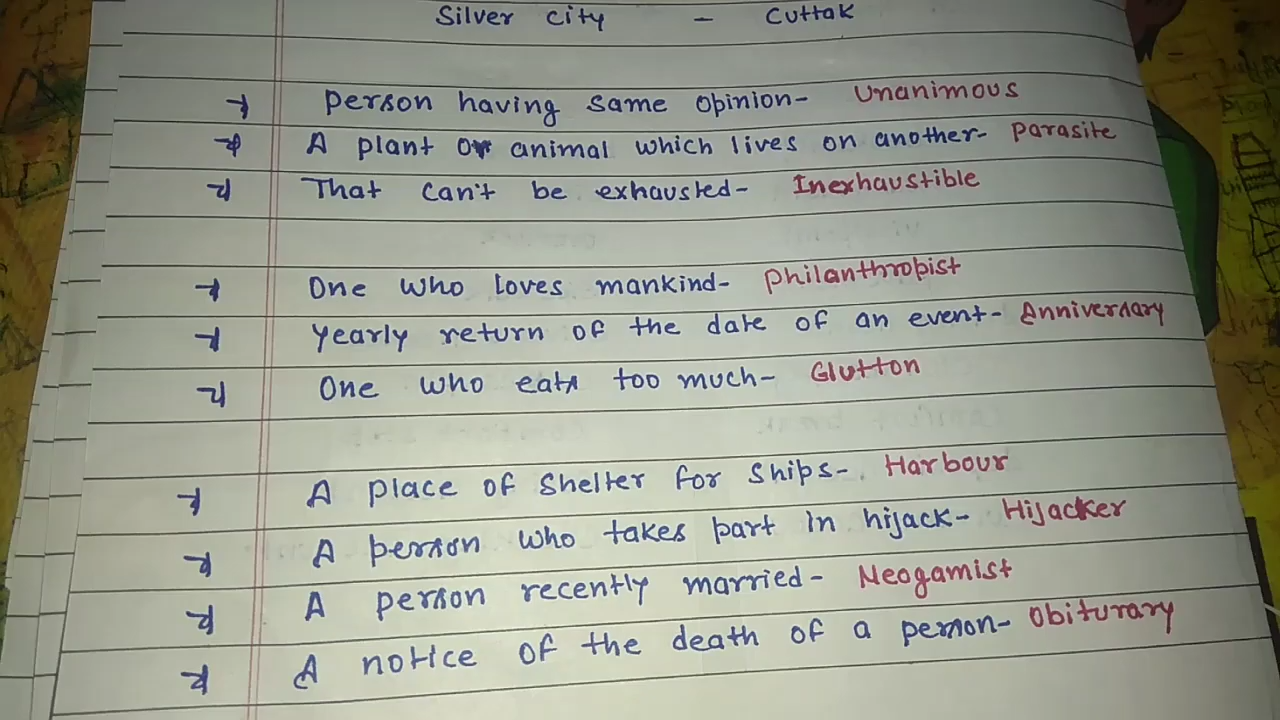 Silver city - Cuttak
Person having same opinion- Unanimous
A plant or animal which lives on another- Parasite
That can't be exhausted- Inexhaustible
One who loves mankind- Philanthropist
Yearly return of the date of an event- Anniversary
One who eats too much- Glutton
A place of shelter for ships- Harbour
A person who takes part in hijack- Hijacker
A person recently married- Neogamist
A notice of the death of a person- Obiturary